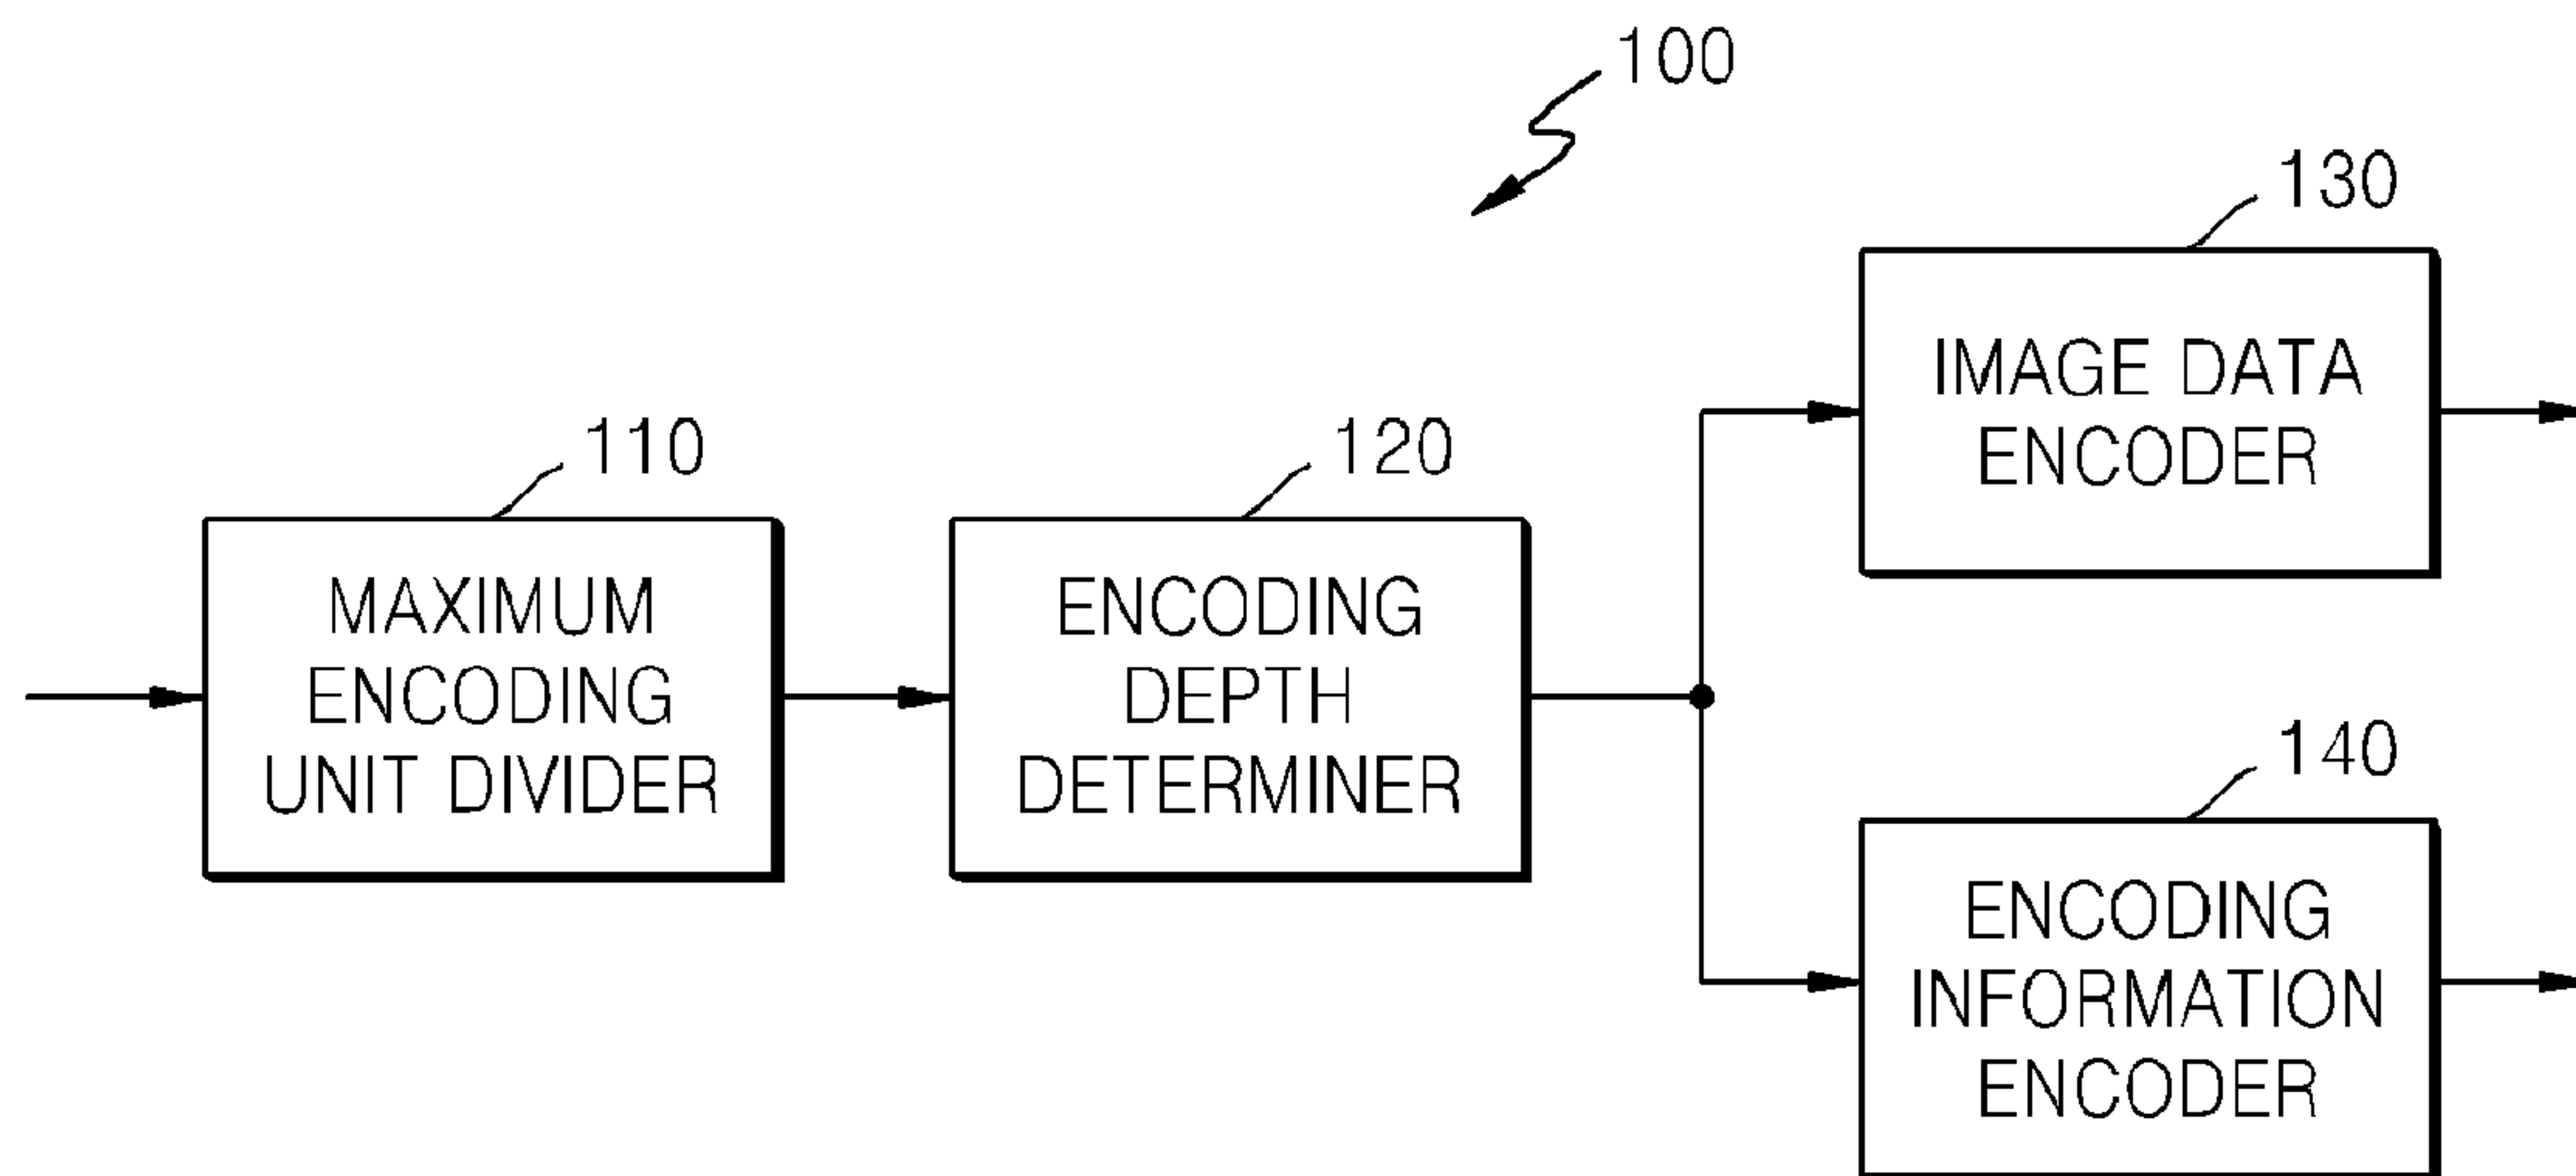 100
130
IMAGE DATA
ENCODER
110
120
MAXIMUM
ENCODING
UNIT DIVIDER
ENCODING
DEPTH
DETERMINER
140
ENCODING
INFORMATION
ENCODER